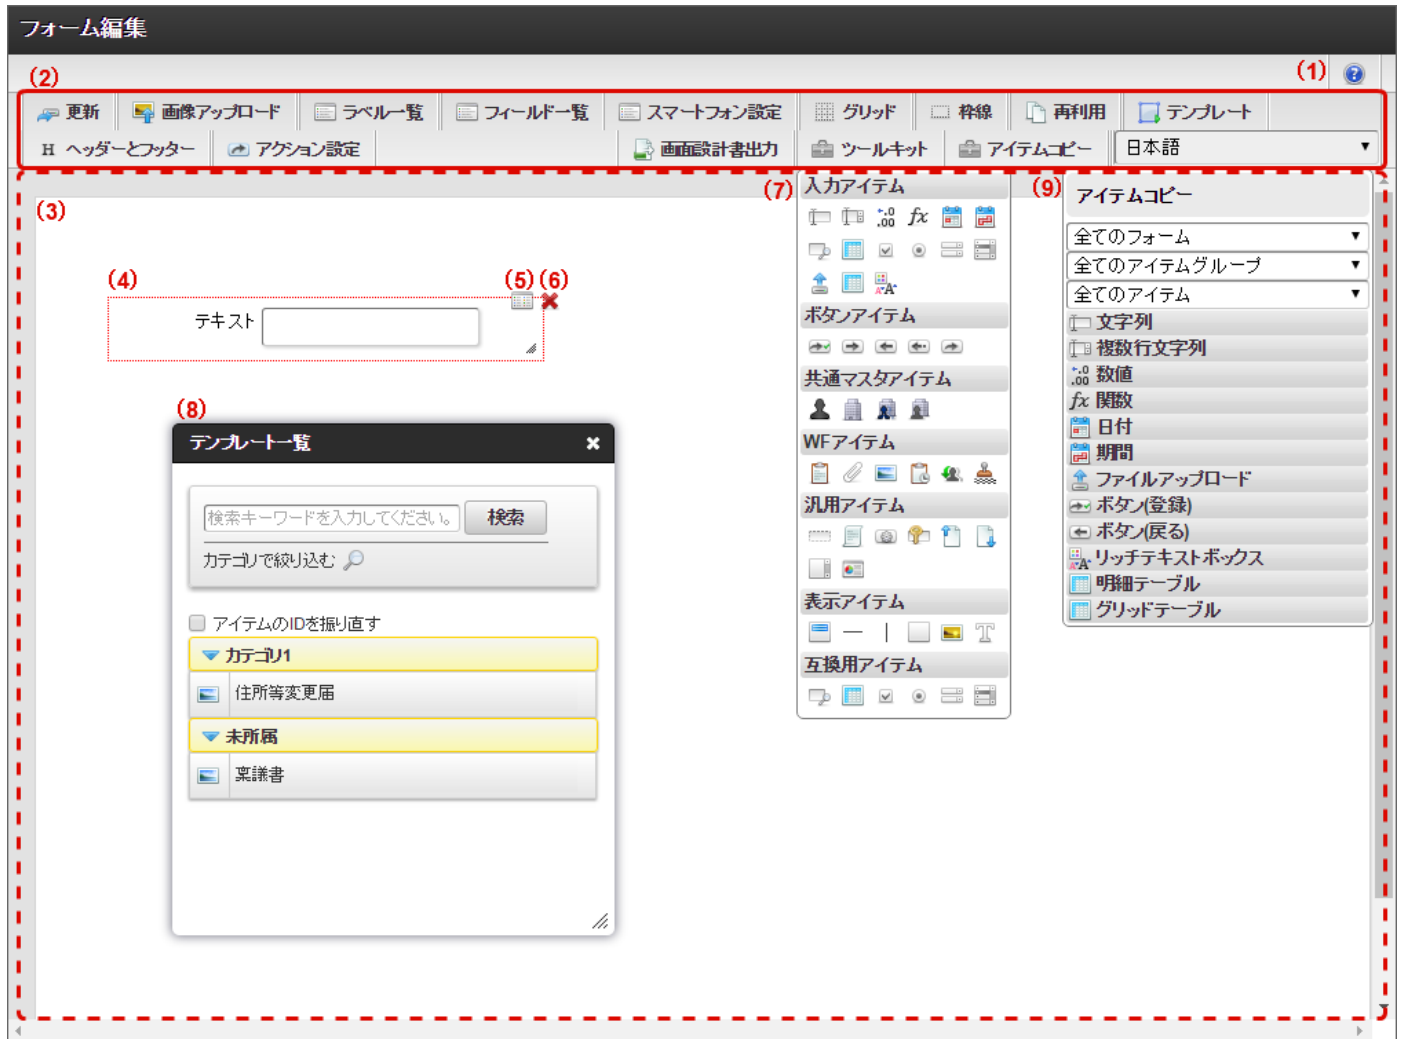 フォーム編集
(1)
(2)
更新 画像アップロード ラベル一覧 フィールド一覧 スマートフォン設定 グリッド 枠線 再利用 テンプレート
H ヘッダーとフッター アクション設定 画面設計書出力 ツールキット アイテムコピー 日本語
(3)
(4)
(5) (6)
テキスト
(7)
入力アイテム
ボタンアイテム
共通マスタアイテム
WFアイテム
汎用アイテム
表示アイテム
互換用アイテム
(8)
テンプレート一覧
検索キーワードを入力してください。 検索
カテゴリで絞り込む
アイテムのIDを振り直す
カテゴリ1
住所等変更届
未所属
稟議書
(9)
アイテムコピー
全てのフォーム
全てのアイテムグループ
全てのアイテム
文字列
複数行文字列
数値
fx 関数
日付
期間
ファイルアップロード
ボタン(登録)
ボタン(戻る)
リッチテキストボックス
明細テーブル
グリッドテーブル